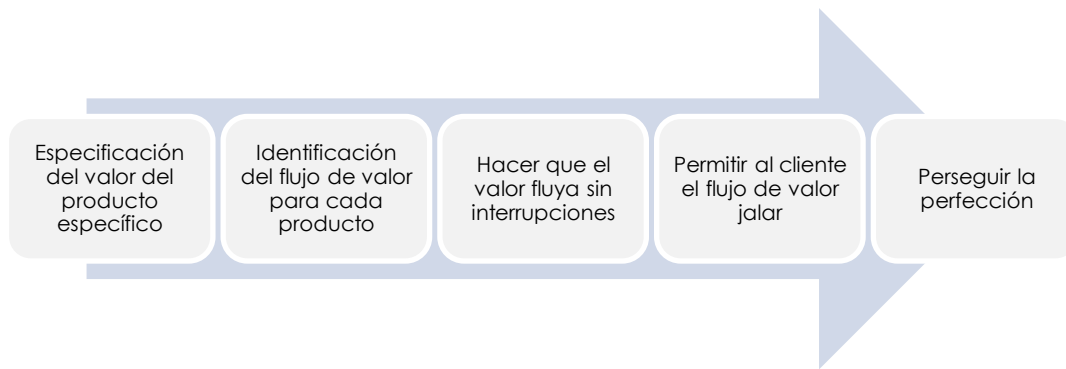 Especificación
del valor del
producto
específico
Identificación
del flujo de valor
para cada
producto
Hacer que el
valor fluya sin
interrupciones
Permitir al cliente
el flujo de valor
jalar
Perseguir la
perfección